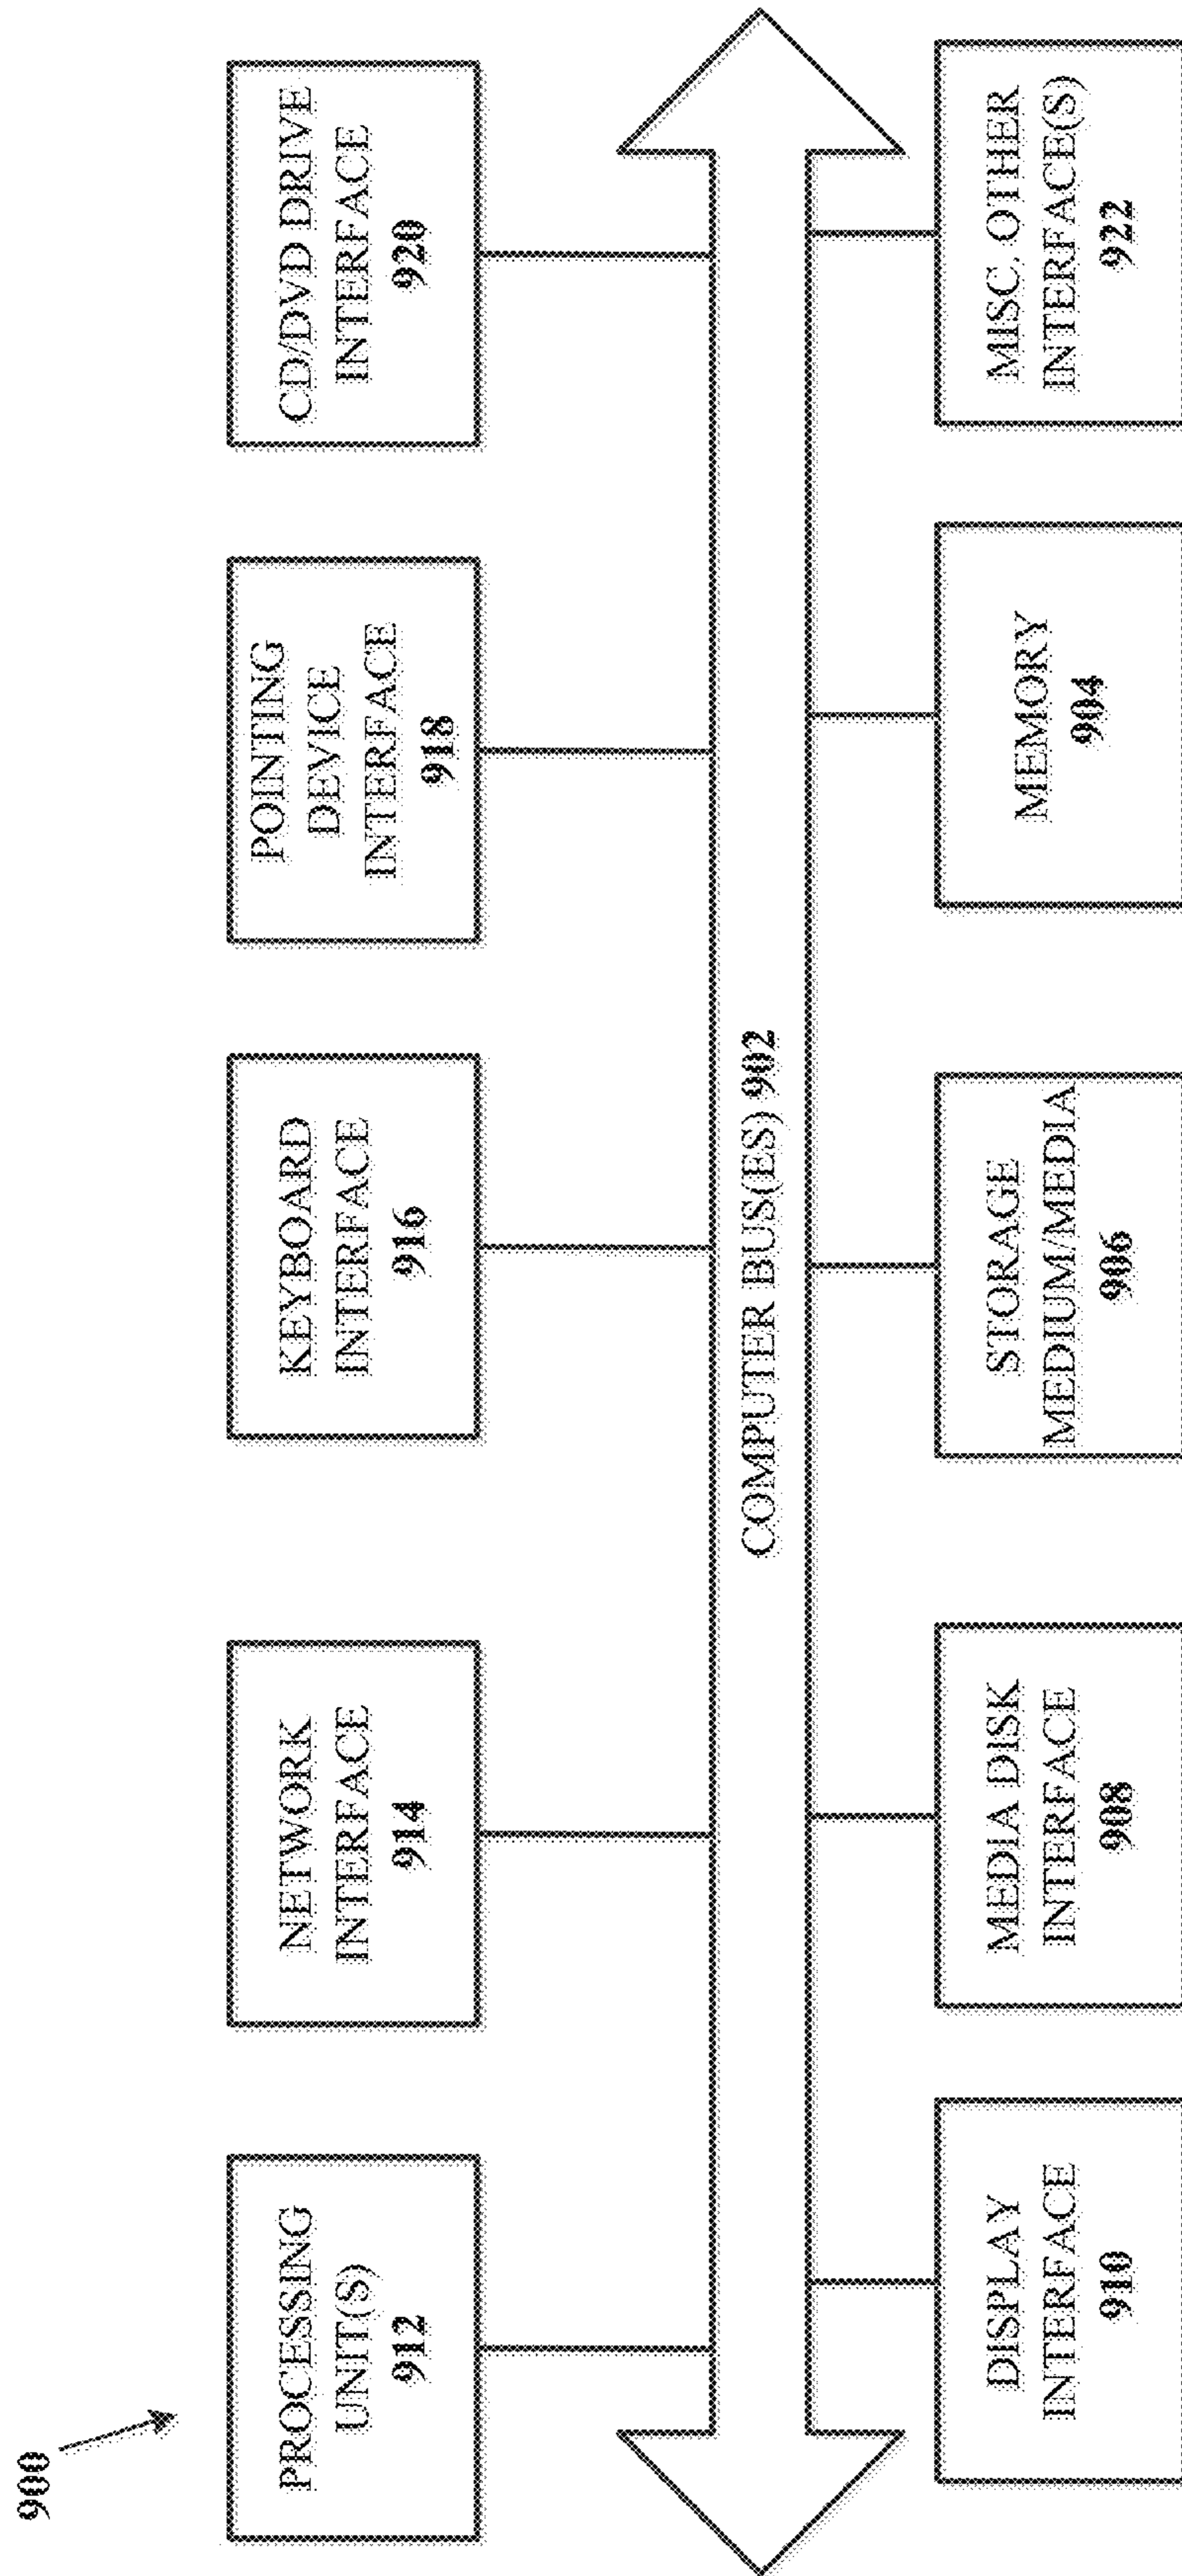 900
PROCESSING
UNIT(S)
912
NETWORK
INTERFACE
914
KEYBOARD
INTERFACE
916
POINTING
DEVICE
INTERFACE
918
CD/DVD DRIVE
INTERFACE
920
COMPUTER BUS(ES) 902
DISPLAY
INTERFACE
910
MEDIA DISK
INTERFACE
908
STORAGE
MEDIUM/MEDIA
906
MEMORY
904
MISC. OTHER
INTERFACE(S)
922